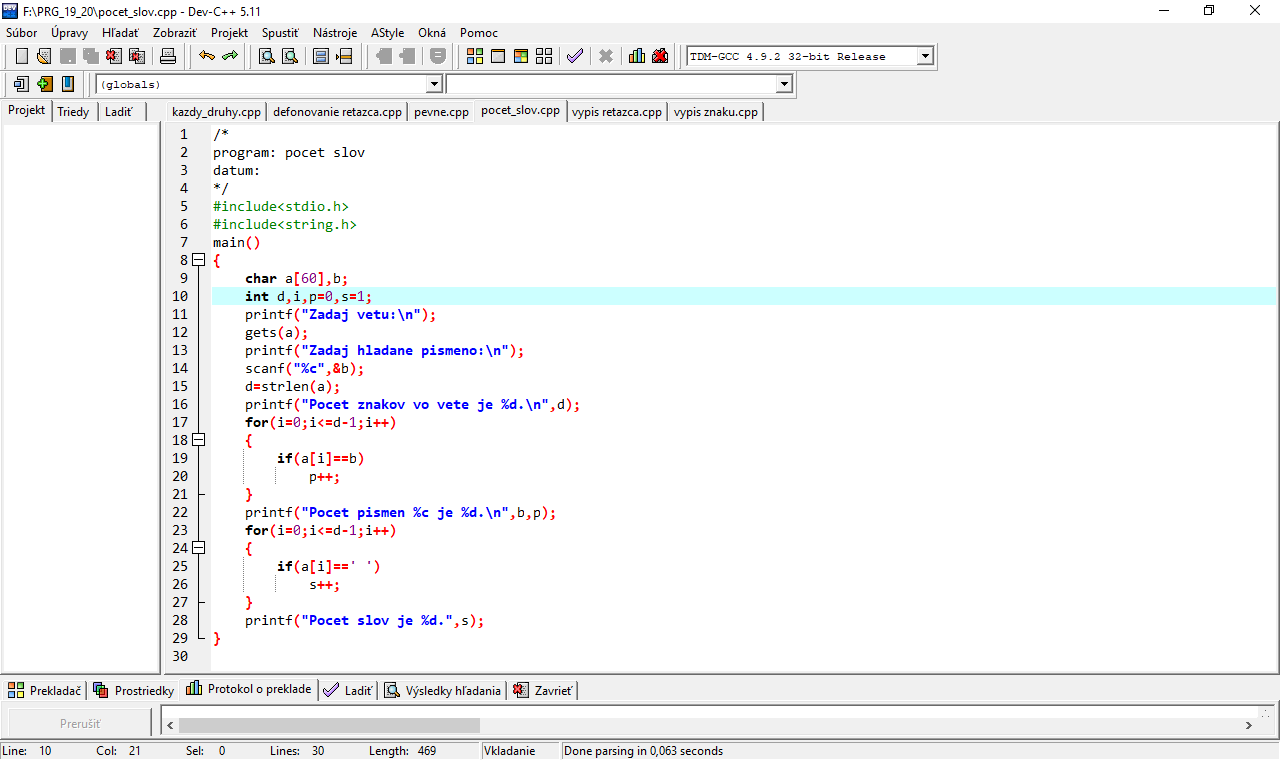 F:\PRG_19_20\pocet_slov.cpp - Dev-C++ 5.11
Súbor Úpravy Hľadať Zobraziť Projekt Spustiť Nástroje AStyle Okná Pomoc
TDM-GCC 4.9.2 32-bit Release
(globals)
Projekt Triedy Ladiť kazdy_druhy.cpp defonovanie retazca.cpp pevne.cpp pocet_slov.cpp vypis retazca.cpp vypis znaku.cpp
1 /*
2 program: pocet slov
3 datum:
4 */
5 #include<stdio.h>
6 #include<string.h>
7 main()
8 {
9 char a[60],b;
10 int d,i,p=0,s=1;
11 printf("Zadaj vetu:\n");
12 gets(a);
13 printf("Zadaj hladane pismeno:\n");
14 scanf("%c",&b);
15 d=strlen(a);
16 printf("Pocet znakov vo vete je %d.\n",d);
17 for(i=0;i<=d-1;i++)
18 {
19 if(a[i]==b)
20 p++;
21 }
22 printf("Pocet pismen %c je %d.\n",b,p);
23 for(i=0;i<=d-1;i++)
24 {
25 if(a[i]==' ')
26 s++;
27 }
28 printf("Pocet slov je %d.",s);
29 }
30
Prekladač Prostriedky Protokol o preklade Ladiť Výsledky hľadania Zavrieť
Prerušiť
Line: 10 Col: 21 Sel: 0 Lines: 30 Length: 469 Vkladanie Done parsing in 0,063 seconds